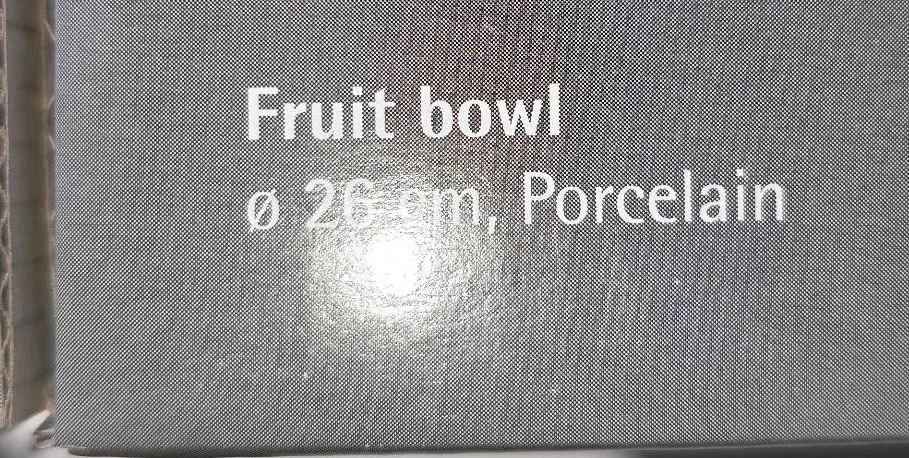 Fruit bowl
ø 26 cm, Porcelain